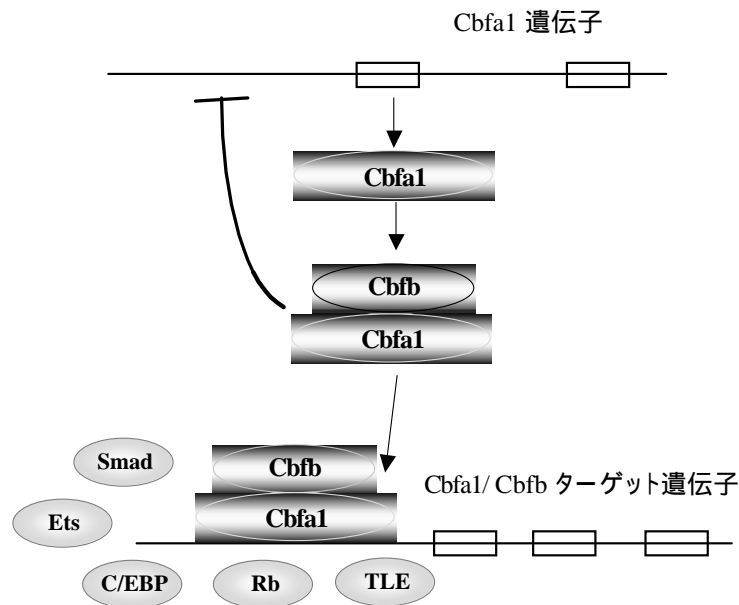 Cbfa1 遺伝子
Cbfa1
Cbfb
Cbfa1
Smad
Cbfb
Cbfa1/ Cbfb ターゲット遺伝子
Ets
Cbfa1
C/EBP
Rb
TLE